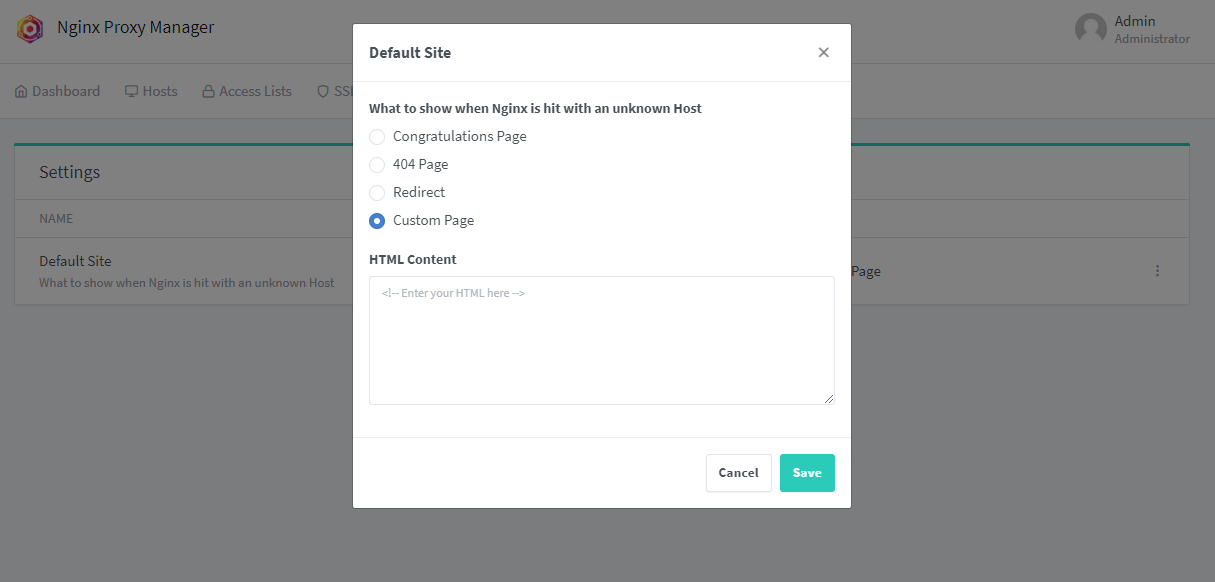 Nginx Proxy Manager
Admin
Administrator
Dashboard
Hosts
Access Lists
Default Site
What to show when Nginx is hit with an unknown Host
Congratulations Page
404 Page
Redirect
Custom Page
HTML Content
<!-- Enter your HTML here -->
Cancel
Save
Settings
NAME
Default Site
What to show when Nginx is hit with an unknown Host
Page